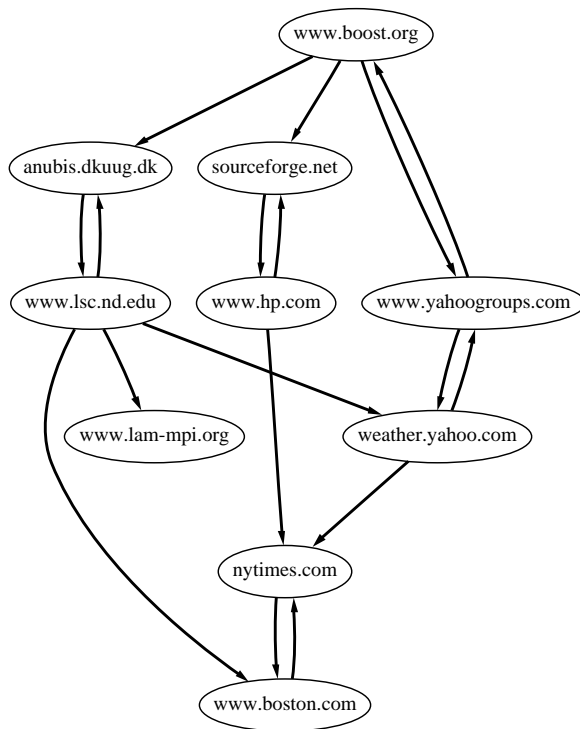 www.boost.org
anubis.dkuug.dk
sourceforge.net
www.lsc.nd.edu
www.hp.com
www.yahoogroups.com
www.lam-mpi.org
weather.yahoo.com
nytimes.com
www.boston.com